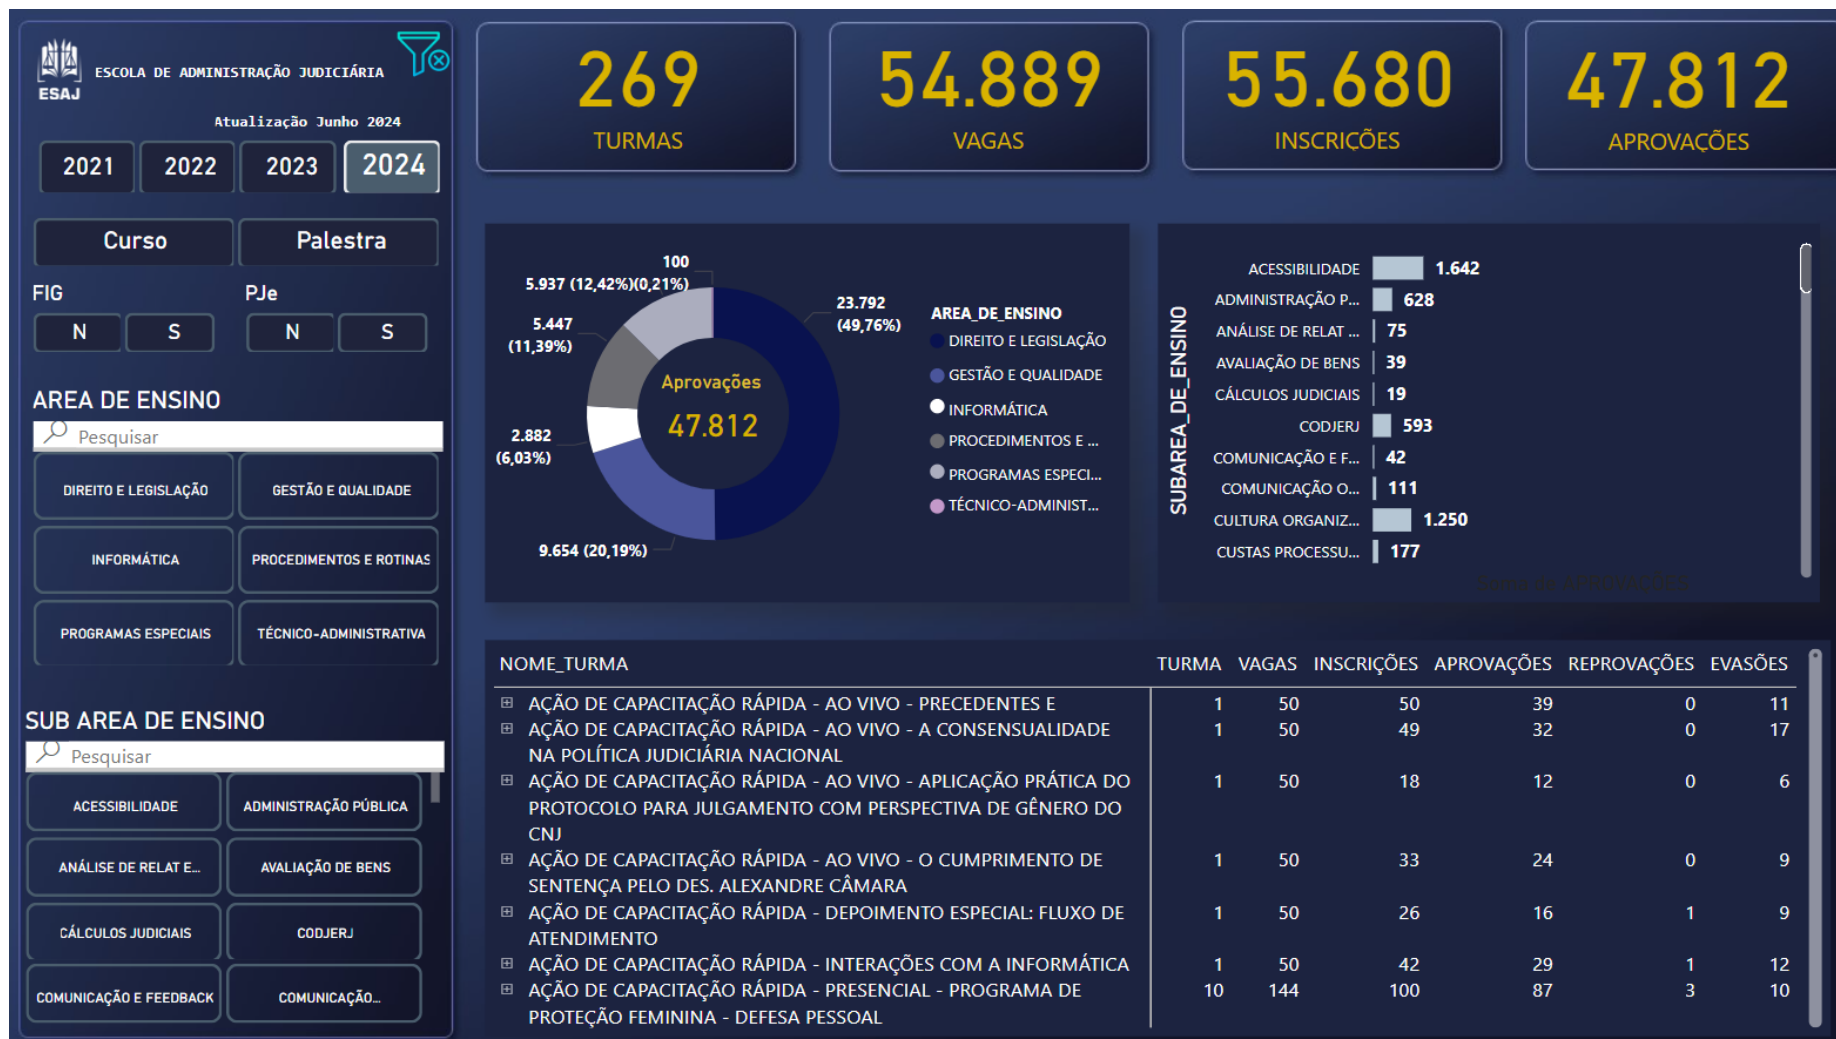 ESAJ
ESCOLA DE ADMINISTRAÇÃO JUDICIÁRIA
Atualização Junho 2024
2021 2022 2023 2024
Curso Palestra
FIG PJe
N S N S
AREA DE ENSINO
Pesquisar
DIREITO E LEGISLAÇÃO GESTÃO E QUALIDADE
INFORMÁTICA PROCEDIMENTOS E ROTINAS
PROGRAMAS ESPECIAIS TÉCNICO-ADMINISTRATIVA
SUB AREA DE ENSINO
Pesquisar
ACESSIBILIDADE ADMINISTRAÇÃO PÚBLICA
ANÁLISE DE RELAT E... AVALIAÇÃO DE BENS
CÁLCULOS JUDICIAIS CODJERJ
COMUNICAÇÃO E FEEDBACK COMUNICAÇÃO...
269
TURMAS
54.889
VAGAS
55.680
INSCRIÇÕES
47.812
APROVAÇÕES
100
5.937 (12,42%)(0,21%)
5.447
(11,39%)
2.882
(6,03%)
9.654 (20,19%)
23.792
(49,76%)
Aprovações
47.812
AREA_DE_ENSINO
DIREITO E LEGISLAÇÃO
GESTÃO E QUALIDADE
INFORMÁTICA
PROCEDIMENTOS E ...
PROGRAMAS ESPECI...
TÉCNICO-ADMINIST...
SUBAREA_DE_ENSINO
ACESSIBILIDADE 1.642
ADMINISTRAÇÃO P... 628
ANÁLISE DE RELAT ... 75
AVALIAÇÃO DE BENS 39
CÁLCULOS JUDICIAIS 19
CODJERJ 593
COMUNICAÇÃO E F... 42
COMUNICAÇÃO O... 111
CULTURA ORGANIZ... 1.250
CUSTAS PROCESSU... 177
NOME_TURMA TURMA VAGAS INSCRIÇÕES APROVAÇÕES REPROVAÇÕES EVASÕES
AÇÃO DE CAPACITAÇÃO RÁPIDA - AO VIVO - PRECEDENTES E 1 50 50 39 0 11
AÇÃO DE CAPACITAÇÃO RÁPIDA - AO VIVO - A CONSENSUALIDADE 1 50 49 32 0 17
NA POLÍTICA JUDICIÁRIA NACIONAL
AÇÃO DE CAPACITAÇÃO RÁPIDA - AO VIVO - APLICAÇÃO PRÁTICA DO 1 50 18 12 0 6
PROTOCOLO PARA JULGAMENTO COM PERSPECTIVA DE GÊNERO DO
CNJ
AÇÃO DE CAPACITAÇÃO RÁPIDA - AO VIVO - O CUMPRIMENTO DE 1 50 33 24 0 9
SENTENÇA PELO DES. ALEXANDRE CÂMARA
AÇÃO DE CAPACITAÇÃO RÁPIDA - DEPOIMENTO ESPECIAL: FLUXO DE 1 50 26 16 1 9
ATENDIMENTO
AÇÃO DE CAPACITAÇÃO RÁPIDA - INTERAÇÕES COM A INFORMÁTICA 1 50 42 29 1 12
AÇÃO DE CAPACITAÇÃO RÁPIDA - PRESENCIAL - PROGRAMA DE 10 144 100 87 3 10
PROTEÇÃO FEMININA - DEFESA PESSOAL